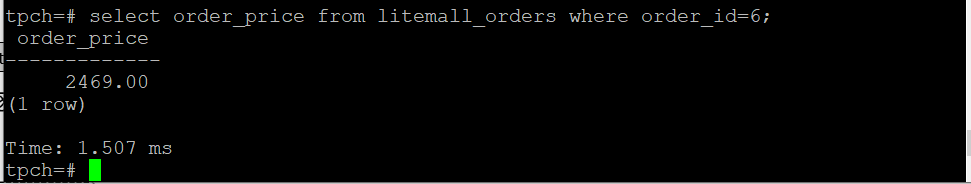 tpch=# select order_price from litemall_orders where order_id=6;
order_price
-------------
2469.00
(1 row)
Time: 1.507 ms
tpch=#